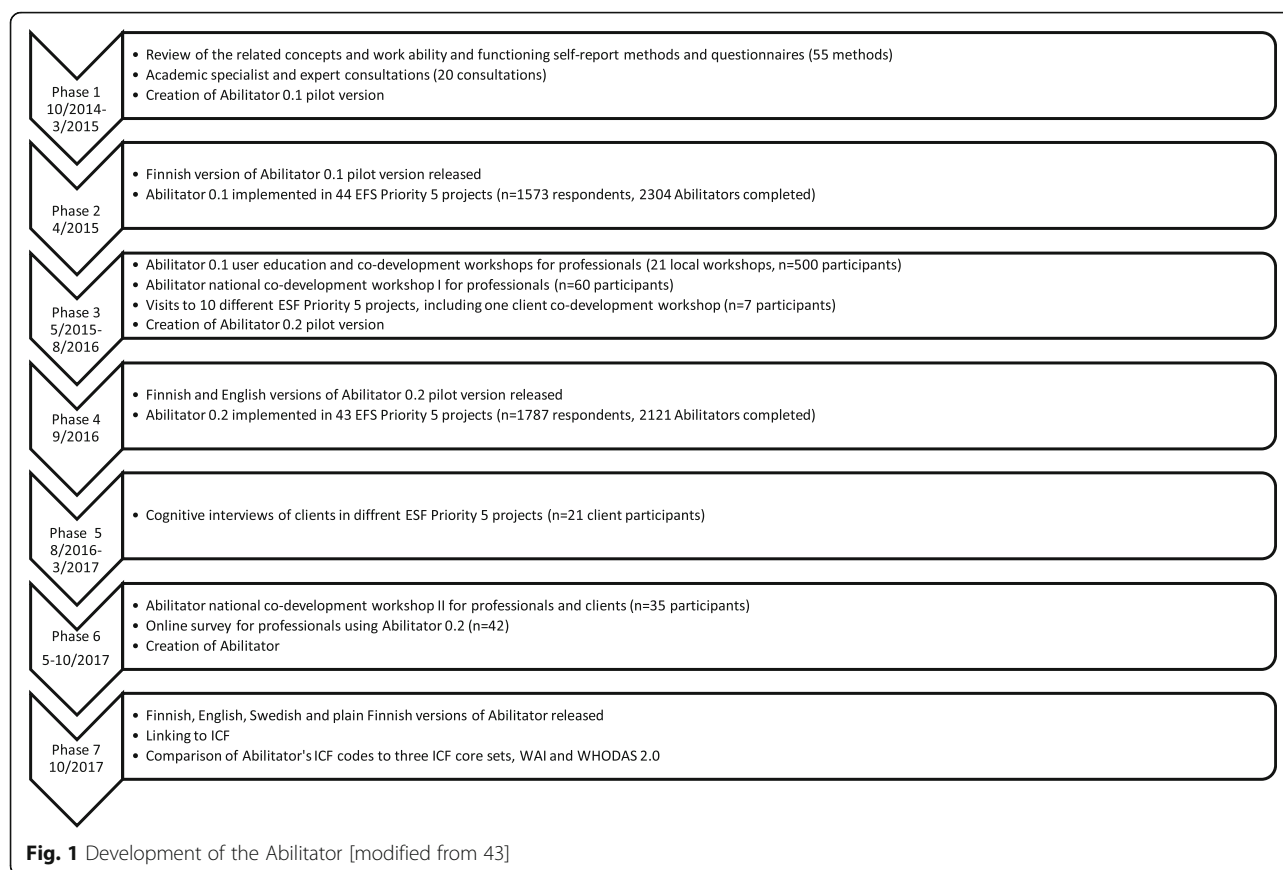 Phase 1
10/2014-
3/2015
• Review of the related concepts and work ability and functioning self-report methods and questionnaires (55 methods)
• Academic specialist and expert consultations (20 consultations)
• Creation of Abilitator 0.1 pilot version
Phase 2
4/2015
• Finnish version of Abilitator 0.1 pilot version released
• Abilitator 0.1 implemented in 44 EFS Priority 5 projects (n=1573 respondents, 2304 Abilitators completed)
Phase 3
5/2015-
8/2016
• Abilitator 0.1 user education and co-development workshops for professionals (21 local workshops, n=500 participants)
• Abilitator national co-development workshop I for professionals (n=60 participants)
• Visits to 10 different ESF Priority 5 projects, including one client co-development workshop (n=7 participants)
• Creation of Abilitator 0.2 pilot version
Phase 4
9/2016
• Finnish and English versions of Abilitator 0.2 pilot version released
• Abilitator 0.2 implemented in 43 EFS Priority 5 projects (n=1787 respondents, 2121 Abilitators completed)
Phase 5
8/2016-
3/2017
• Cognitive interviews of clients in diffrent ESF Priority 5 projects (n=21 client participants)
Phase 6
5-10/2017
• Abilitator national co-development workshop II for professionals and clients (n=35 participants)
• Online survey for professionals using Abilitator 0.2 (n=42)
• Creation of Abilitator
Phase 7
10/2017
• Finnish, English, Swedish and plain Finnish versions of Abilitator released
• Linking to ICF
• Comparison of Abilitator's ICF codes to three ICF core sets, WAI and WHODAS 2.0
Fig. 1 Development of the Abilitator [modified from 43]